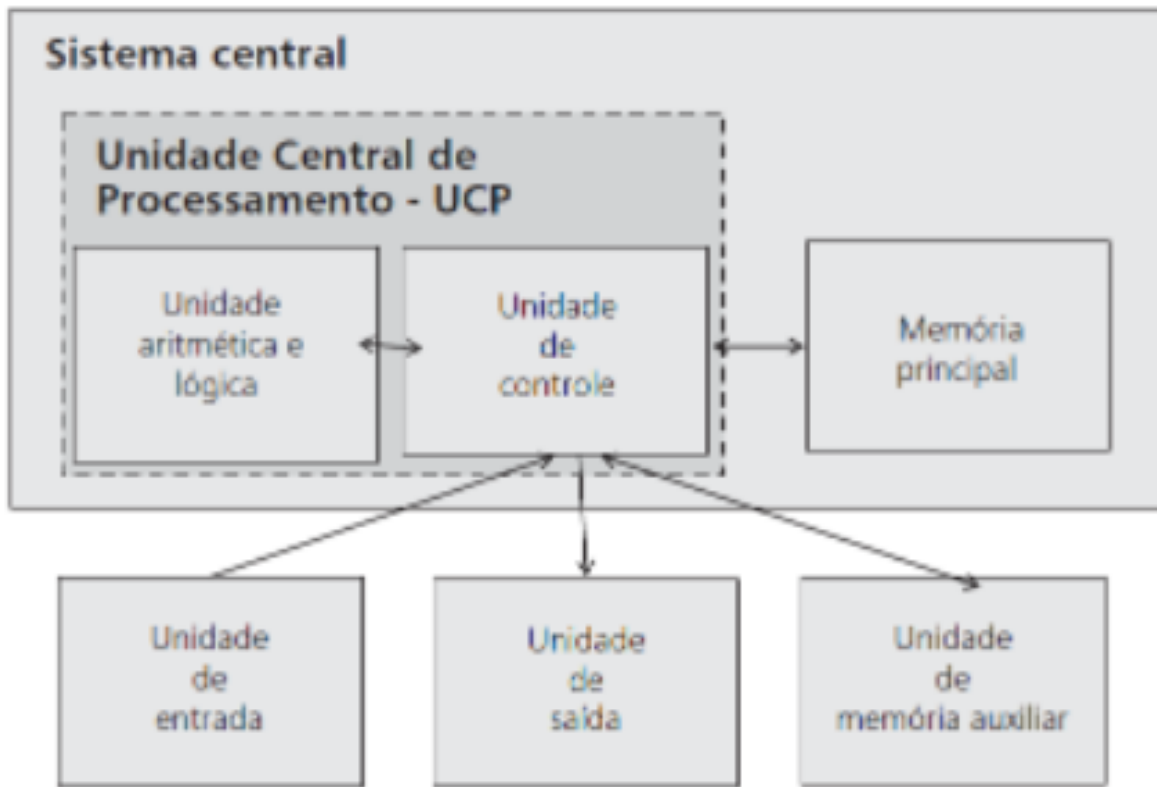 Sistema central
Unidade Central de
Processamento - UCP
Unidade
aritmética e
lógica
Unidade
de
controle
Memória
principal
Unidade
de
entrada
Unidade
de
saída
Unidade
de
memória auxiliar